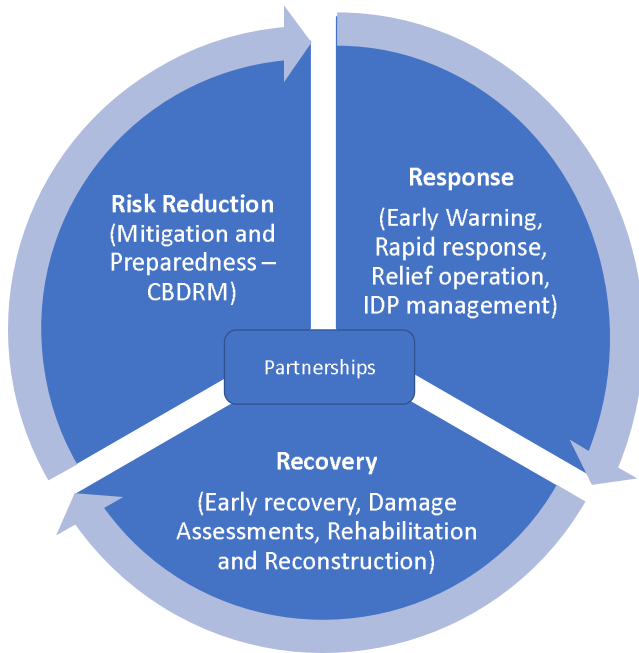 Risk Reduction
(Mitigation and
Preparedness –
CBDRM)
Response
(Early Warning,
Rapid response,
Relief operation,
IDP management)
Partnerships
Recovery
(Early recovery, Damage
Assessments, Rehabilitation
and Reconstruction)